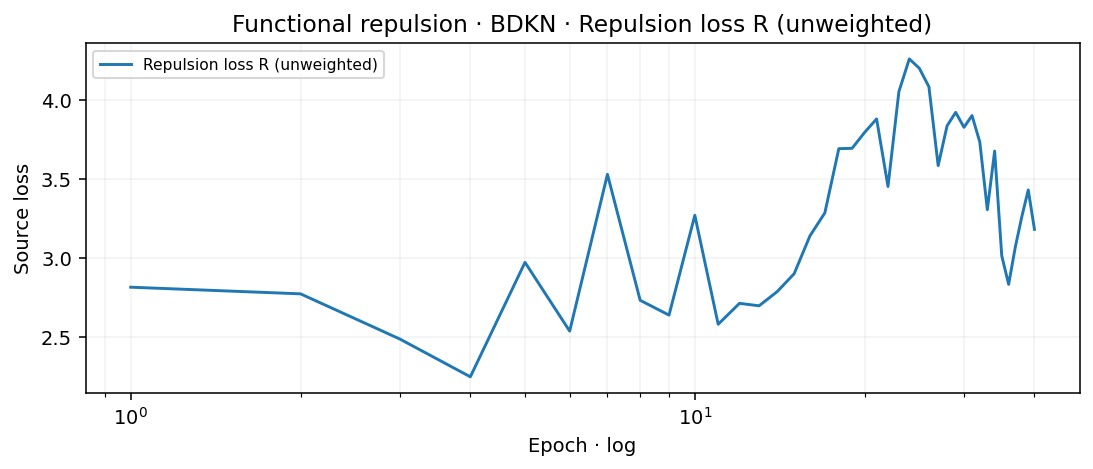 Functional repulsion · BDKN · Repulsion loss R (unweighted)
Repulsion loss R (unweighted)
Source loss
4.0
3.5
3.0
2.5
10⁰
10¹
Epoch · log